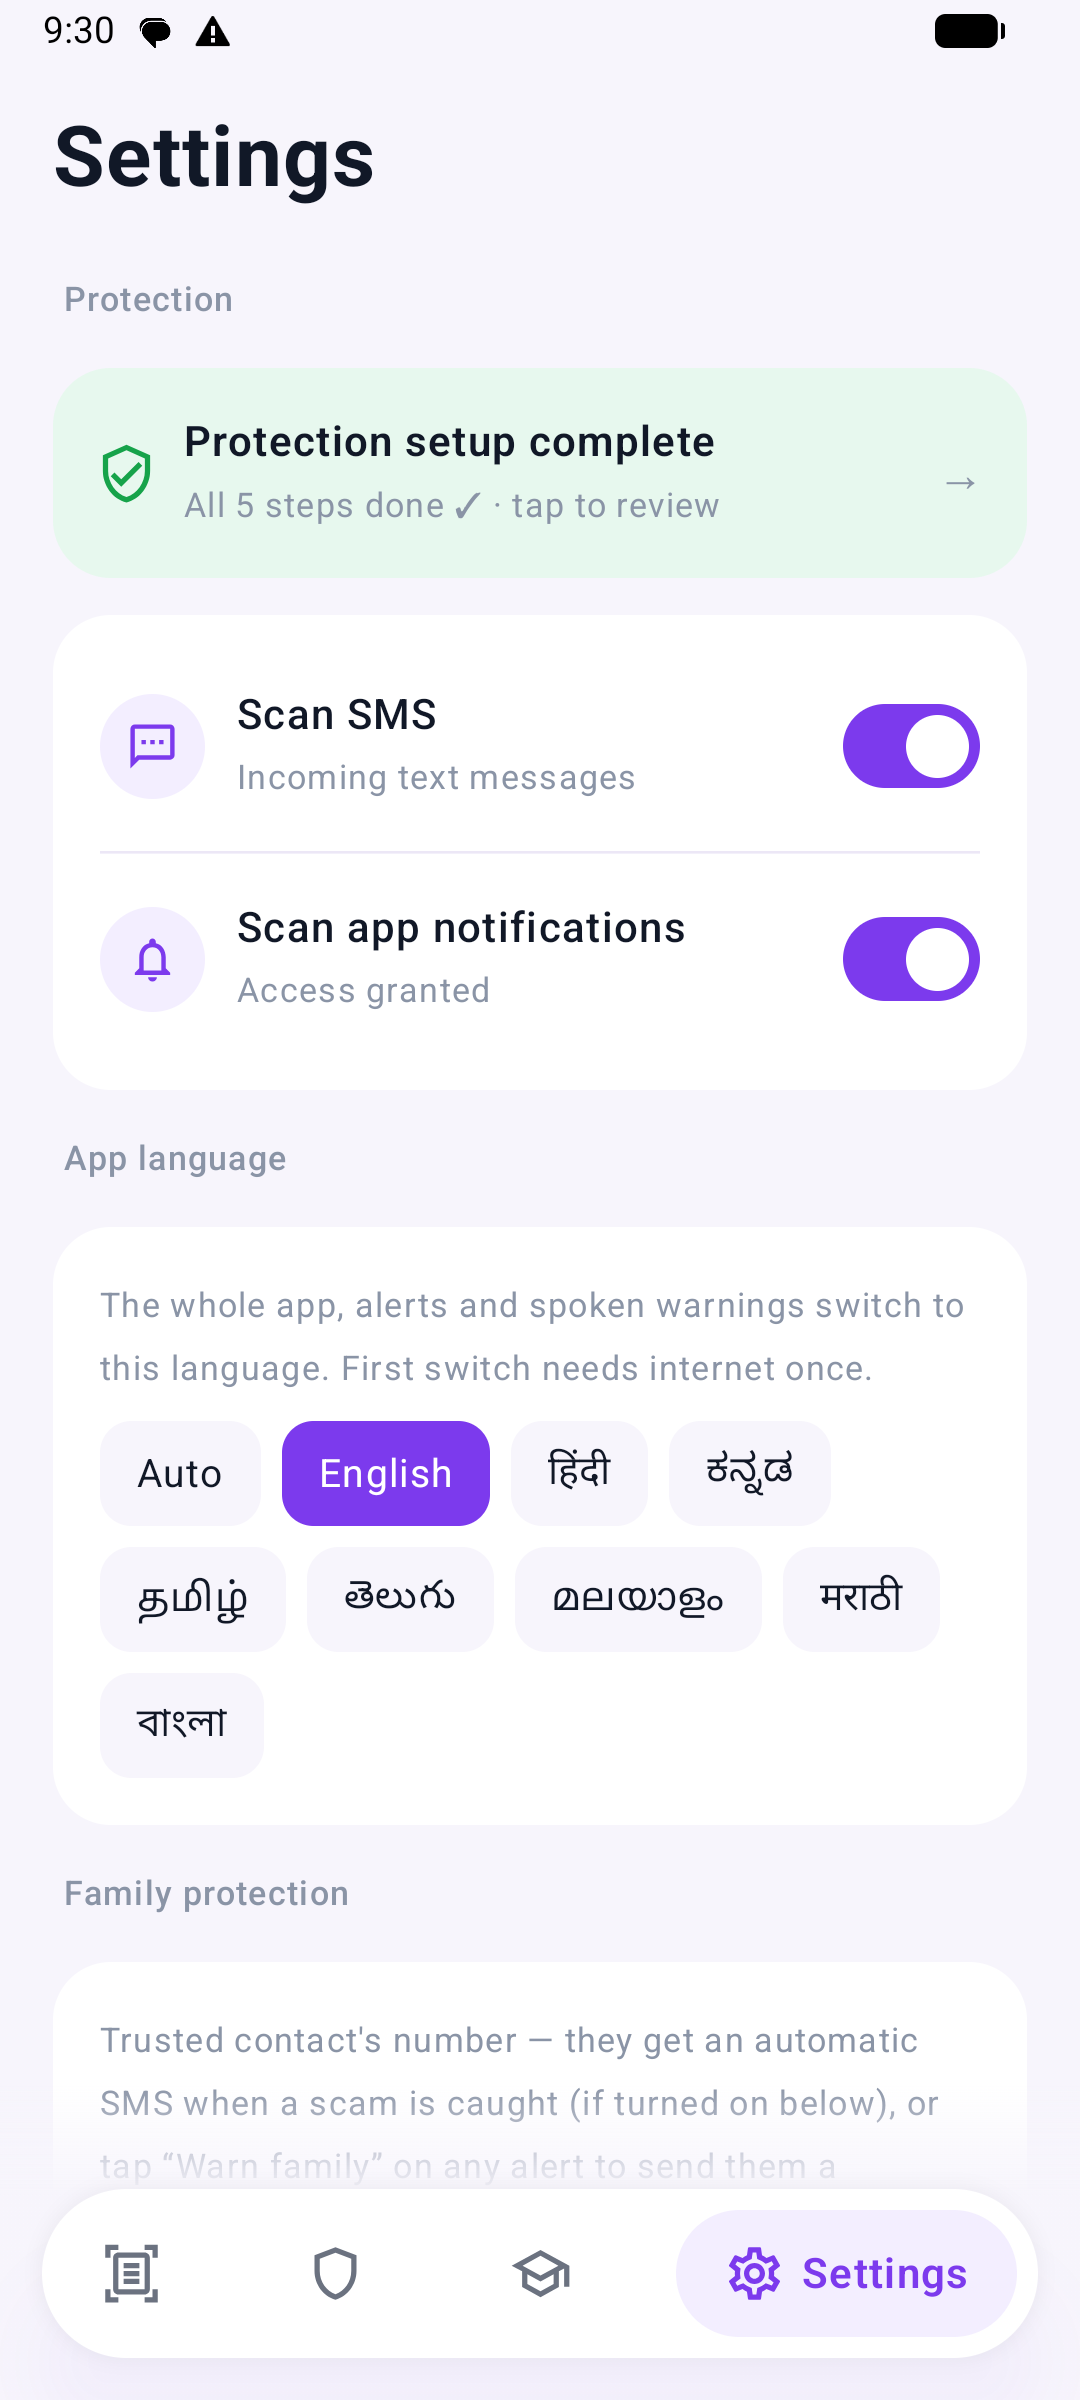 9:30
Settings
Protection
Protection setup complete
All 5 steps done ✓ · tap to review
→
Scan SMS
Incoming text messages
Scan app notifications
Access granted
App language
The whole app, alerts and spoken warnings switch to
this language. First switch needs internet once.
Auto English हिंदी ಕನ್ನಡ
தமிழ் తెలుగు മലയാളം मराठी
বাংলা
Family protection
Trusted contact's number — they get an automatic
SMS when a scam is caught (if turned on below), or
tap “Warn family” on any alert to send them a
Settings